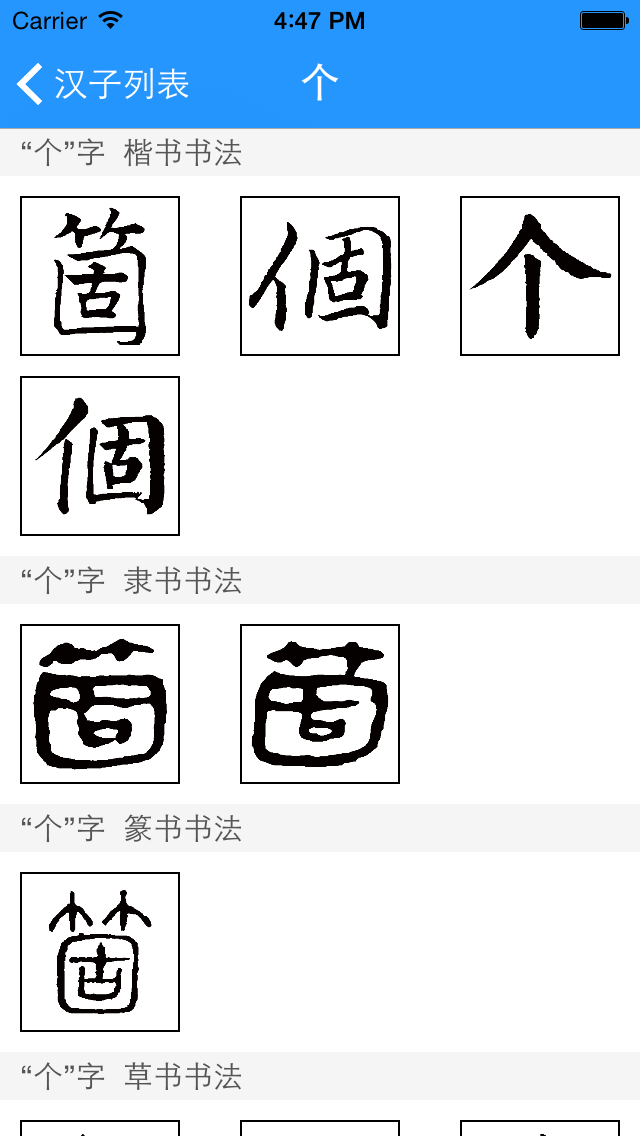 Carrier 4:47 PM
汉子列表 个
“个”字 楷书书法
箇 個 个
個
“个”字 隶书书法
箇 箇
“个”字 篆书书法
箇
“个”字 草书书法